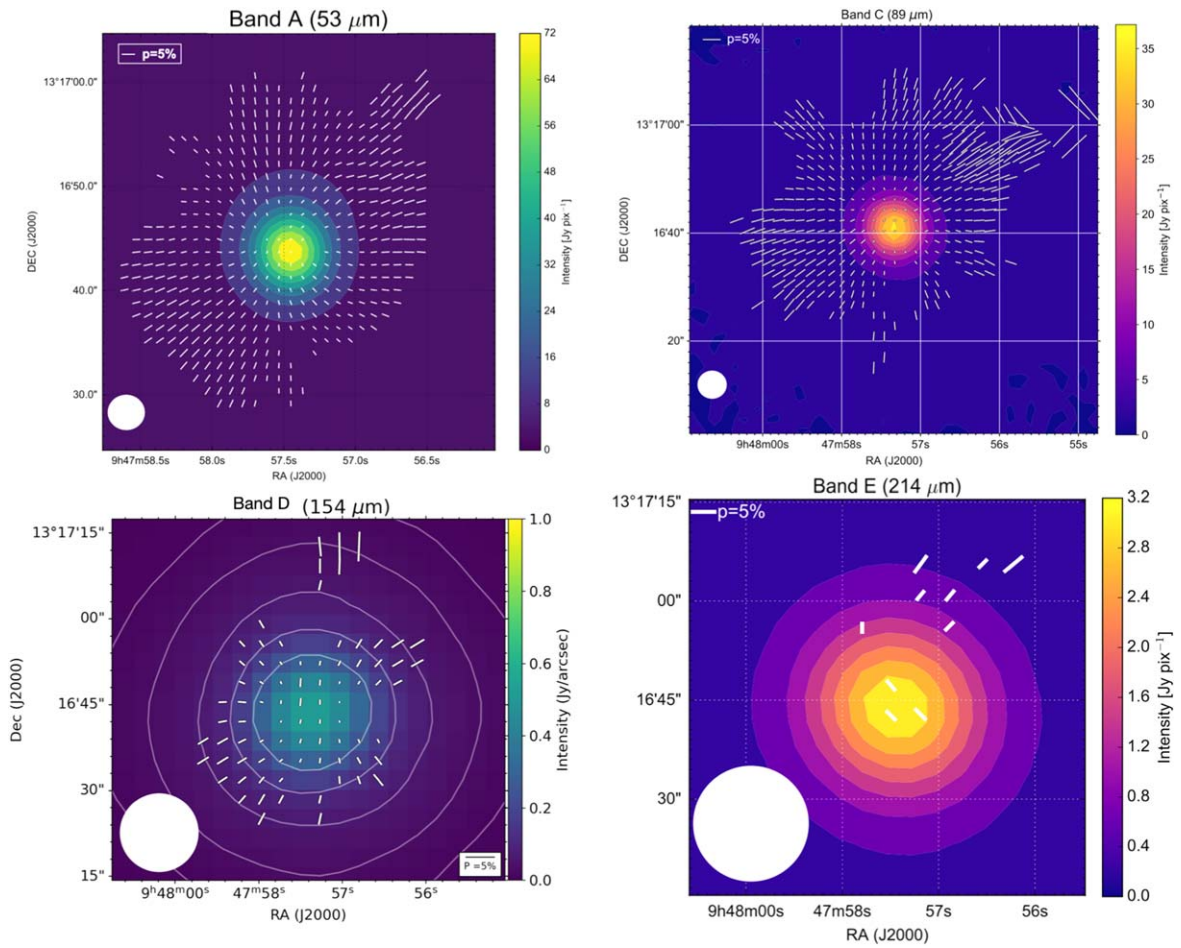 Band A (53 μm)
p=5%
13°17'00.0"
16'50.0"
40.0"
30.0"
DEC (J2000)
9h47m58.5s 58.0s 57.5s 57.0s 56.5s
RA (J2000)
72
64
56
48
40
32
24
16
8
0
Intensity [Jy pix⁻¹]
Band C (89 μm)
p=5%
13°17'00"
16'40"
20"
DEC (J2000)
9h48m00s 47m58s 57s 56s 55s
RA (J2000)
35
30
25
20
15
10
5
0
Intensity [Jy pix⁻¹]
Band D (154 μm)
13°17'15"
00"
16'45"
30"
15"
Dec (J2000)
P =5%
9ʰ48ᵐ00ˢ 47ᵐ58ˢ 57ˢ 56ˢ
RA (J2000)
1.0
0.8
0.6
0.4
0.2
0.0
Intensity (Jy/arcsec)
Band E (214 μm)
p=5%
13°17'15"
00"
16'45"
30"
9h48m00s 47m58s 57s 56s
RA (J2000)
3.2
2.8
2.4
2.0
1.6
1.2
0.8
0.4
0.0
Intensity [Jy pix⁻¹]